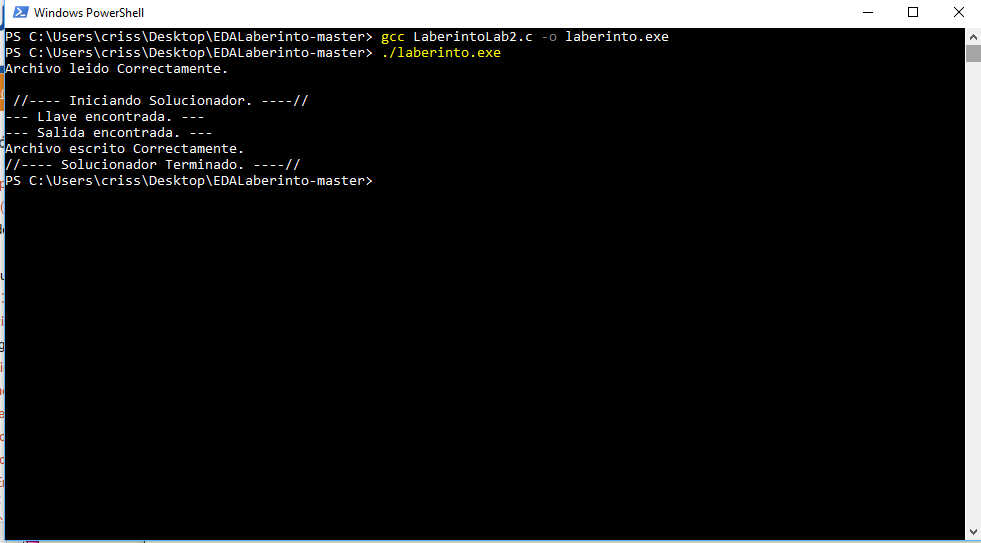 Windows PowerShell
PS C:\Users\criss\Desktop\EDALaberinto-master> gcc LaberintoLab2.c -o laberinto.exe
PS C:\Users\criss\Desktop\EDALaberinto-master> ./laberinto.exe
Archivo leido Correctamente.
//---- Iniciando Solucionador. ----//
--- Llave encontrada. ---
--- Salida encontrada. ---
Archivo escrito Correctamente.
//---- Solucionador Terminado. ----//
PS C:\Users\criss\Desktop\EDALaberinto-master>